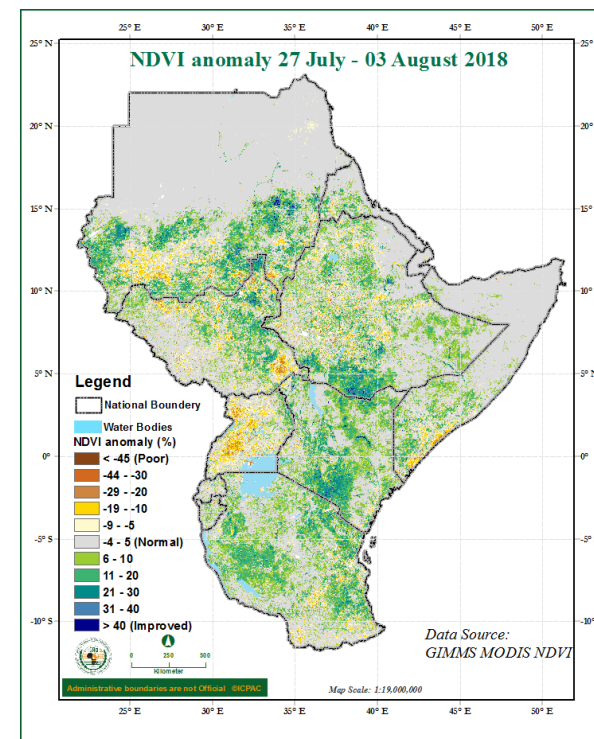 25° E 30° E 35° E 40° E 45° E 50° E
NDVI anomaly 27 July - 03 August 2018
25° N 25° N
20° N 20° N
15° N 15° N
10° N 10° N
5° N 5° N
0° 0°
-5° S -5° S
-10° S -10° S
Legend
National Boundery
Water Bodies
NDVI anomaly (%)
< -45 (Poor)
-44 - -30
-29 - -20
-19 - -10
-9 - -5
-4 - 5 (Normal)
6 - 10
11 - 20
21 - 30
31 - 40
> 40 (Improved)
0 250 500
Kilometer
Administrative boundaries are not Official ©ICPAC
Map Scale: 1:19,000,000
Data Source:
GIMMS MODIS NDVI
25° E 30° E 35° E 40° E 45° E 50° E